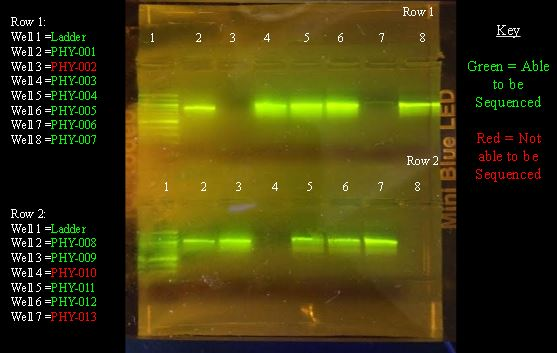 Row 1:
Well 1 =Ladder
Well 2 =PHY-001
Well 3 =PHY-002
Well 4 =PHY-003
Well 5 =PHY-004
Well 6 =PHY-005
Well 7 =PHY-006
Well 8 =PHY-007
Row 1
1 2 3 4 5 6 7 8
Row 2
1 2 3 4 5 6 7 8
Mini Blue LED
Row 2:
Well 1 =Ladder
Well 2 =PHY-008
Well 3 =PHY-009
Well 4 =PHY-010
Well 5 =PHY-011
Well 6 =PHY-012
Well 7 =PHY-013
Key
Green = Able
to be
Sequenced
Red = Not
able to be
Sequenced